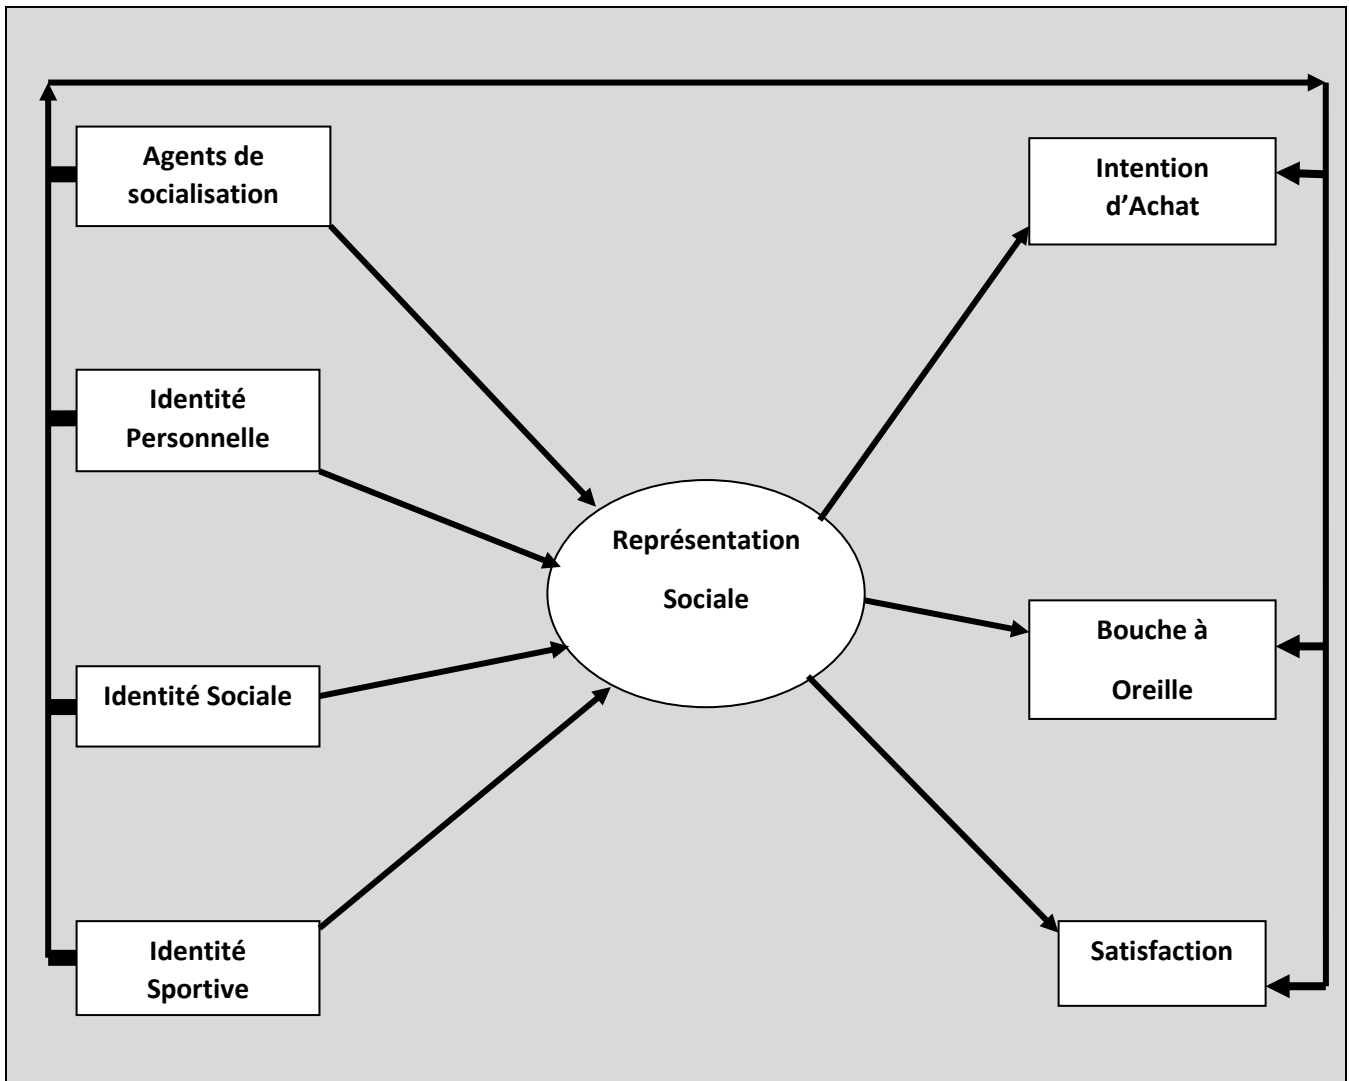 Agents de
socialisation
Intention
d’Achat
Identité
Personnelle
Représentation
Sociale
Bouche à
Oreille
Identité Sociale
Identité
Sportive
Satisfaction